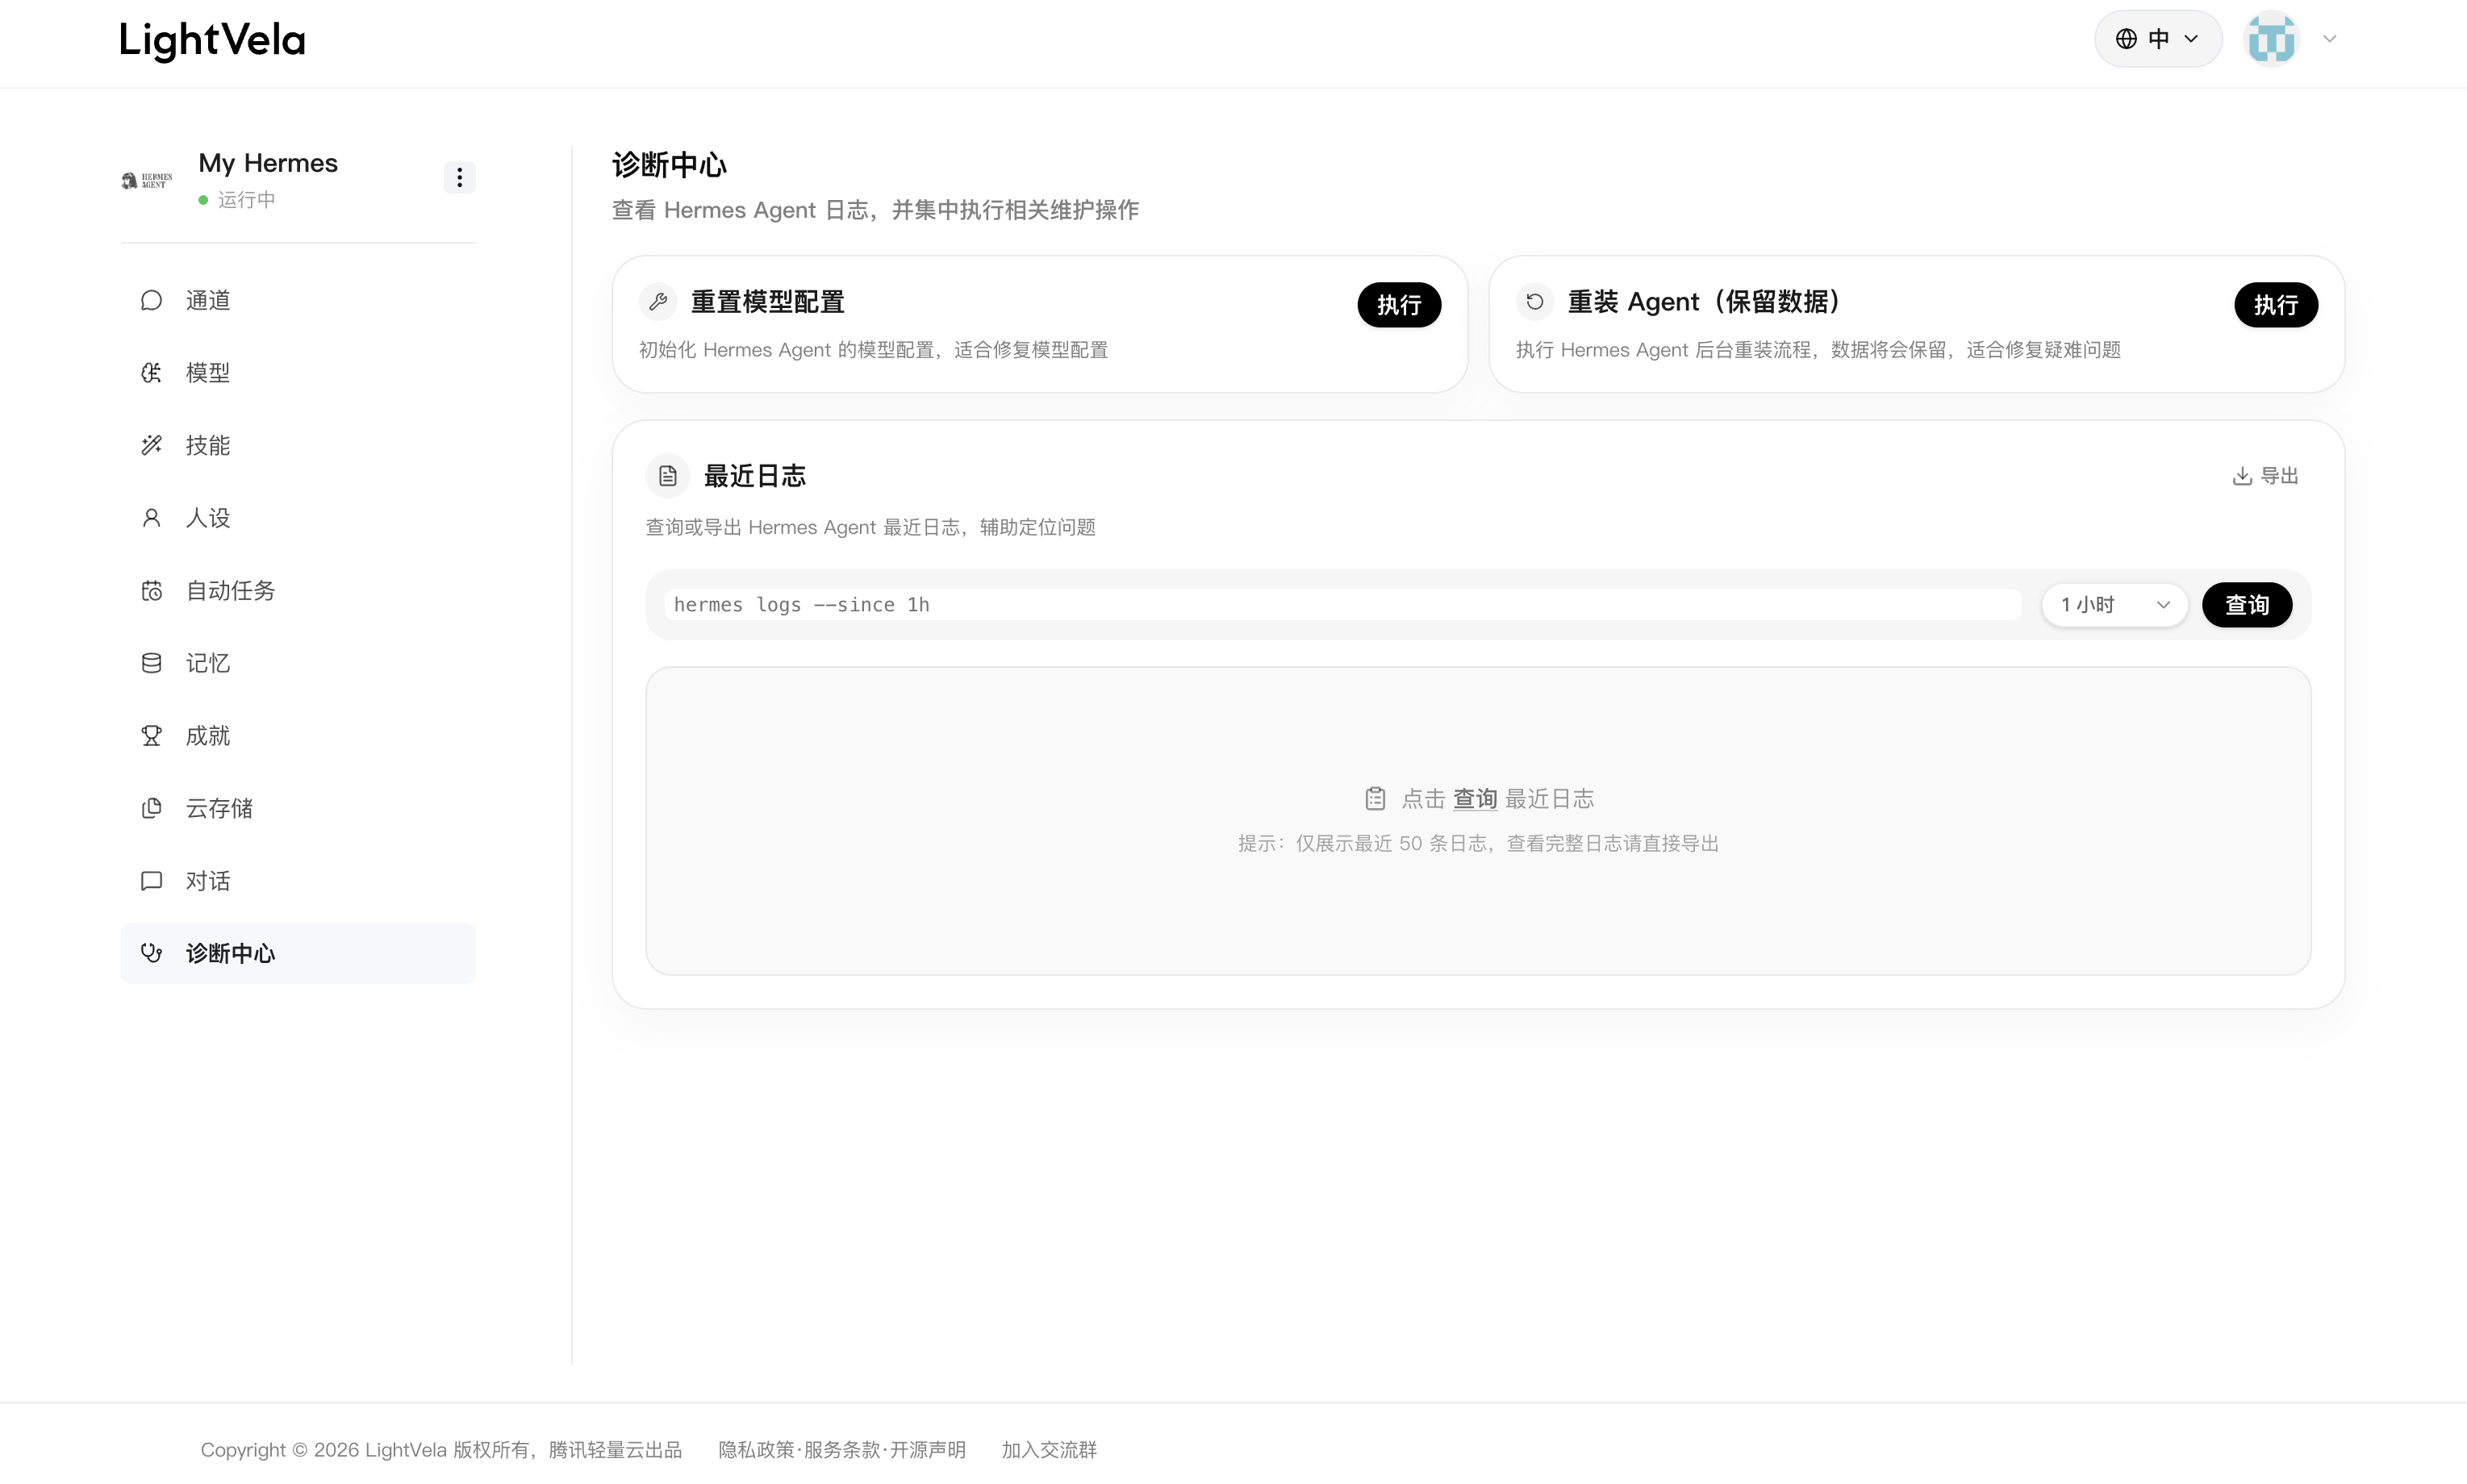 LightVela
中
My Hermes
HERMES
AGENT
运行中
通道
模型
技能
人设
自动任务
记忆
成就
云存储
对话
诊断中心
诊断中心
查看 Hermes Agent 日志，并集中执行相关维护操作
重置模型配置
执行
初始化 Hermes Agent 的模型配置，适合修复模型配置
重装 Agent（保留数据）
执行
执行 Hermes Agent 后台重装流程，数据将会保留，适合修复疑难问题
最近日志
导出
查询或导出 Hermes Agent 最近日志，辅助定位问题
hermes logs --since 1h
1 小时
查询
点击 查询 最近日志
提示：仅展示最近 50 条日志，查看完整日志请直接导出
Copyright © 2026 LightVela 版权所有，腾讯轻量云出品 隐私政策·服务条款·开源声明 加入交流群